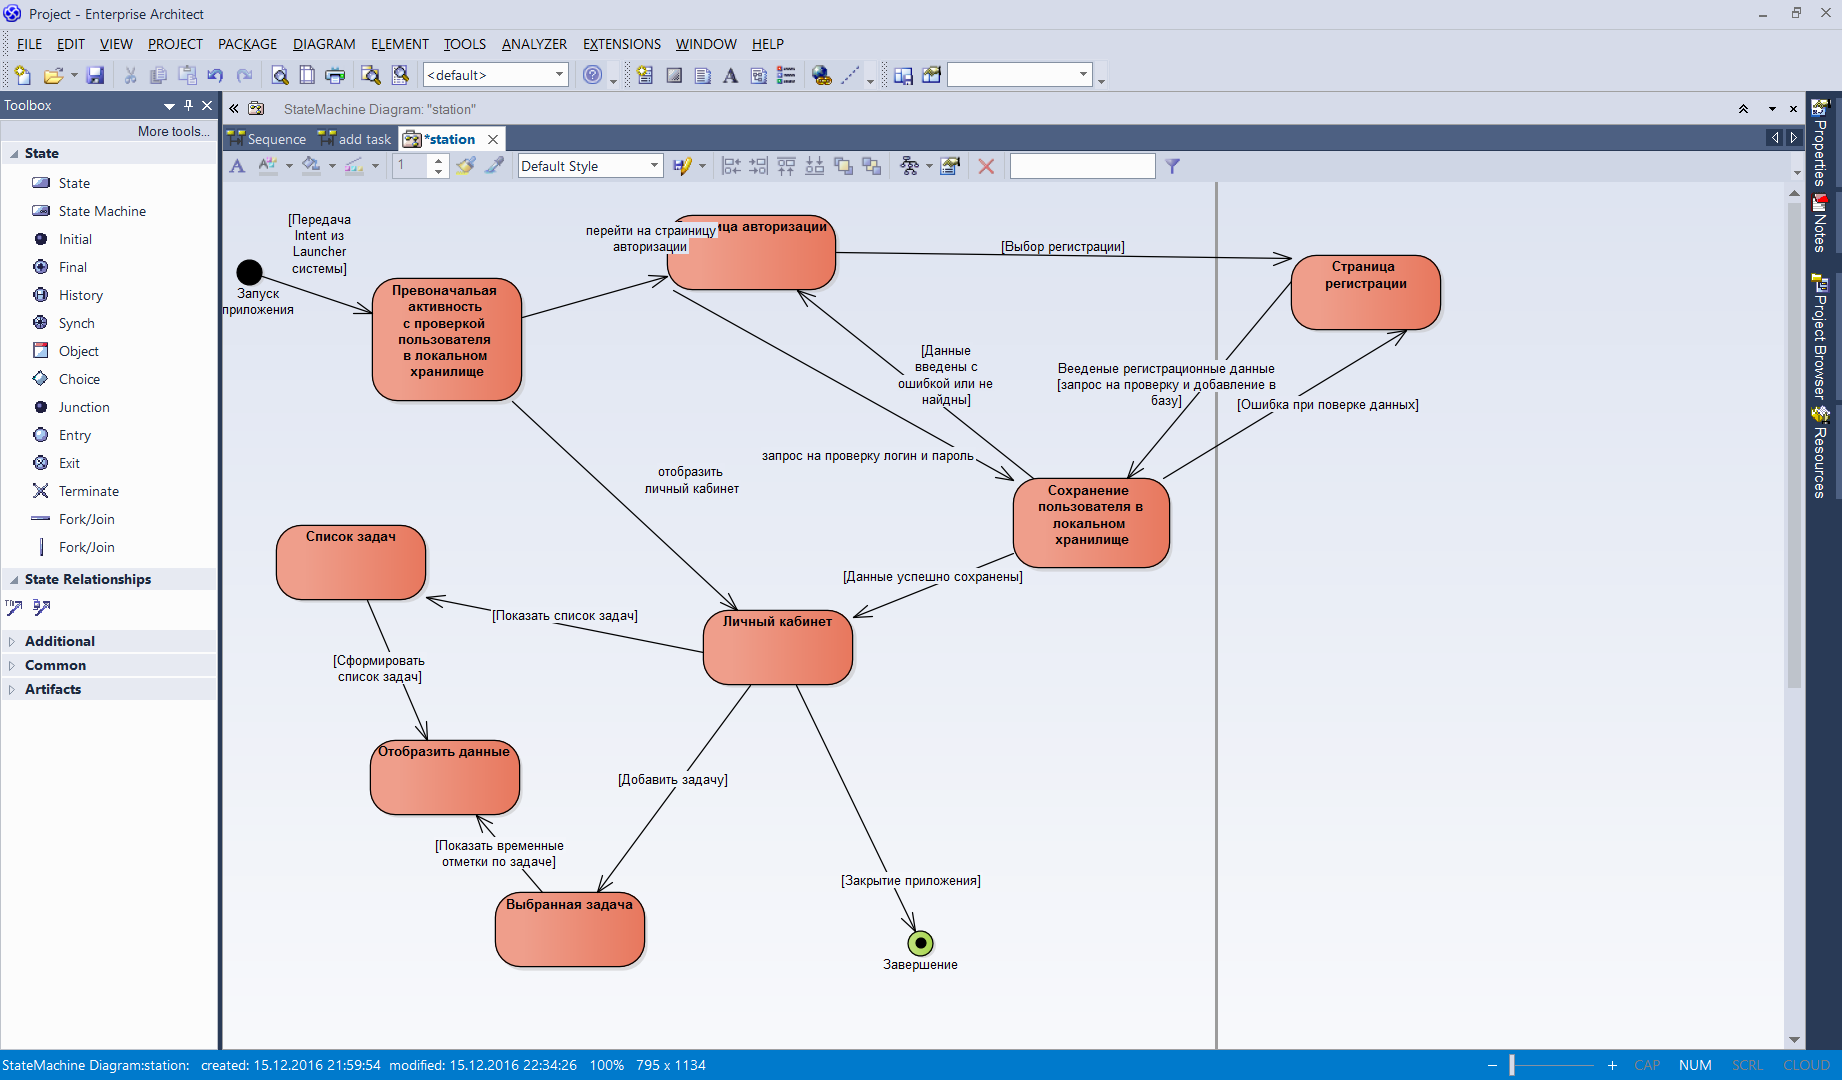 Project - Enterprise Architect
FILE EDIT VIEW PROJECT PACKAGE DIAGRAM ELEMENT TOOLS ANALYZER EXTENSIONS WINDOW HELP
<default>
Toolbox
More tools...
State
State
State Machine
Initial
Final
History
Synch
Object
Choice
Junction
Entry
Exit
Terminate
Fork/Join
Fork/Join
State Relationships
Additional
Common
Artifacts
StateMachine Diagram: "station"
Sequence add task *station
1 Default Style
[Передача
Intent из
Launcher
системы]
Запуск
приложения
Превоначальая
активность
с проверкой
пользователя
в локальном
хранилище
перейти на страиницу
авторизации
ица авторизации
[Выбор регистрации]
Страница
регистрации
[Данные
введены с
ошибкой или не
найдны]
Вееденые регистрационные данные
[запрос на проверку и добавление в
базу]
[Ошибка при поверке данных]
запрос на проверку логин и пароль
отобразить
личный кабинет
Сохранение
пользователя в
локальном
хранилище
Список задач
[Данные успешно сохранены]
[Показать список задач]
Личный кабинет
[Сформировать
список задач]
Отобразить данные
[Добавить задачу]
[Показать временные
отметки по задаче]
Выбранная задача
[Закрытие приложения]
Завершение
Properties
Notes
Project Browser
Resources
StateMachine Diagram:station: created: 15.12.2016 21:59:54 modified: 15.12.2016 22:34:26 100% 795 x 1134
CAP NUM SCRL CLOUD